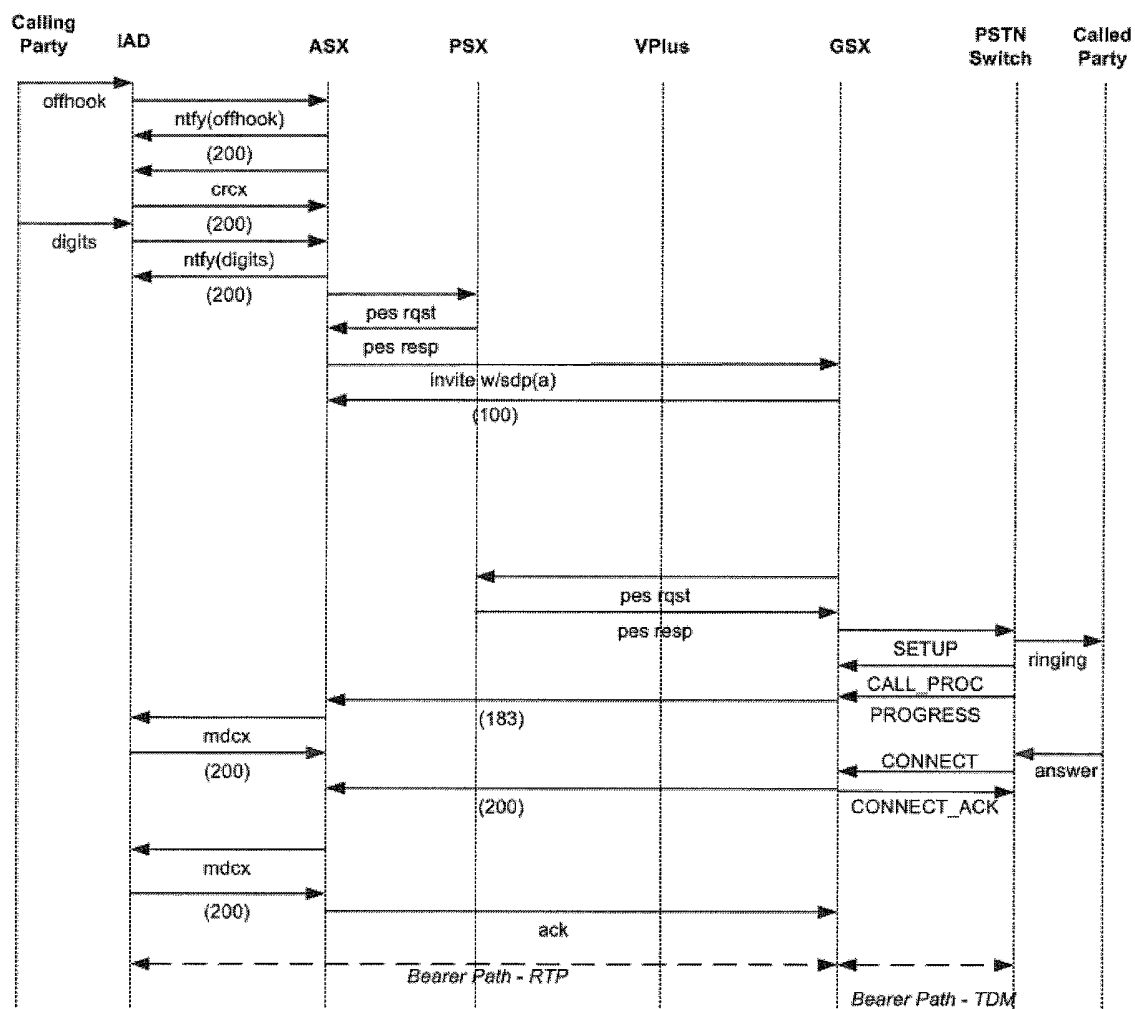 Calling Party
IAD
ASX
PSX
VPlus
GSX
PSTN Switch
Called Party
offhook
ntfy(offhook)
(200)
crcx
(200)
digits
ntfy(digits)
(200)
pes rqst
pes resp
invite w/sdp(a)
(100)
pes rqst
pes resp
SETUP
ringing
CALL_PROC
(183)
PROGRESS
mdcx
(200)
CONNECT
answer
(200)
CONNECT_ACK
mdcx
(200)
ack
Bearer Path - RTP
Bearer Path - TDM